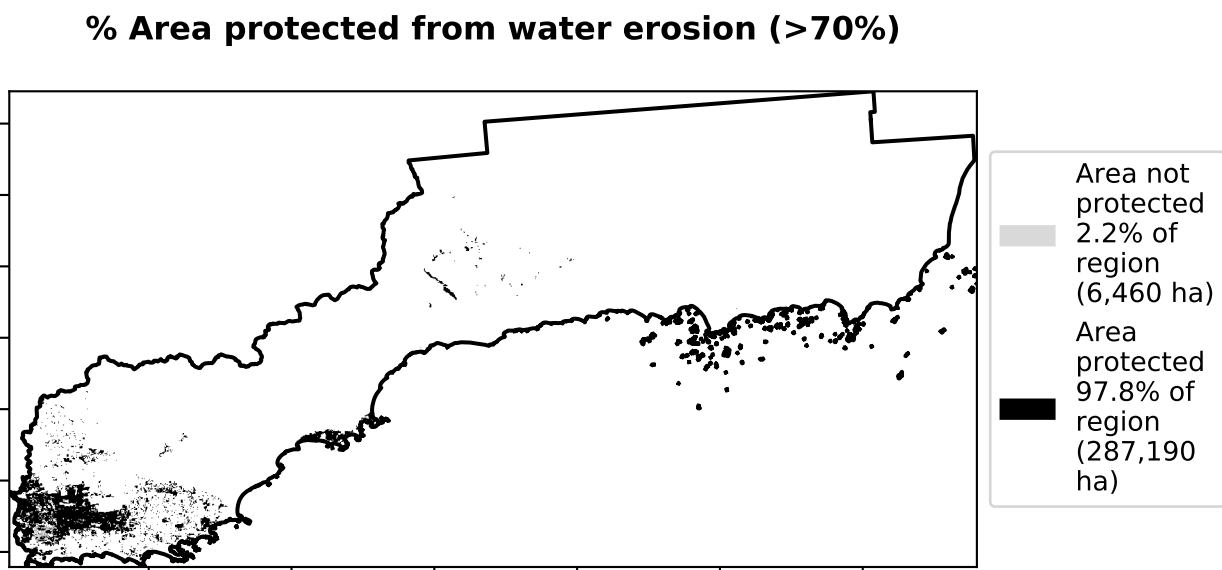 % Area protected from water erosion (>70%)
Area not
protected
2.2% of
region
(6,460 ha)
Area
protected
97.8% of
region
(287,190
ha)